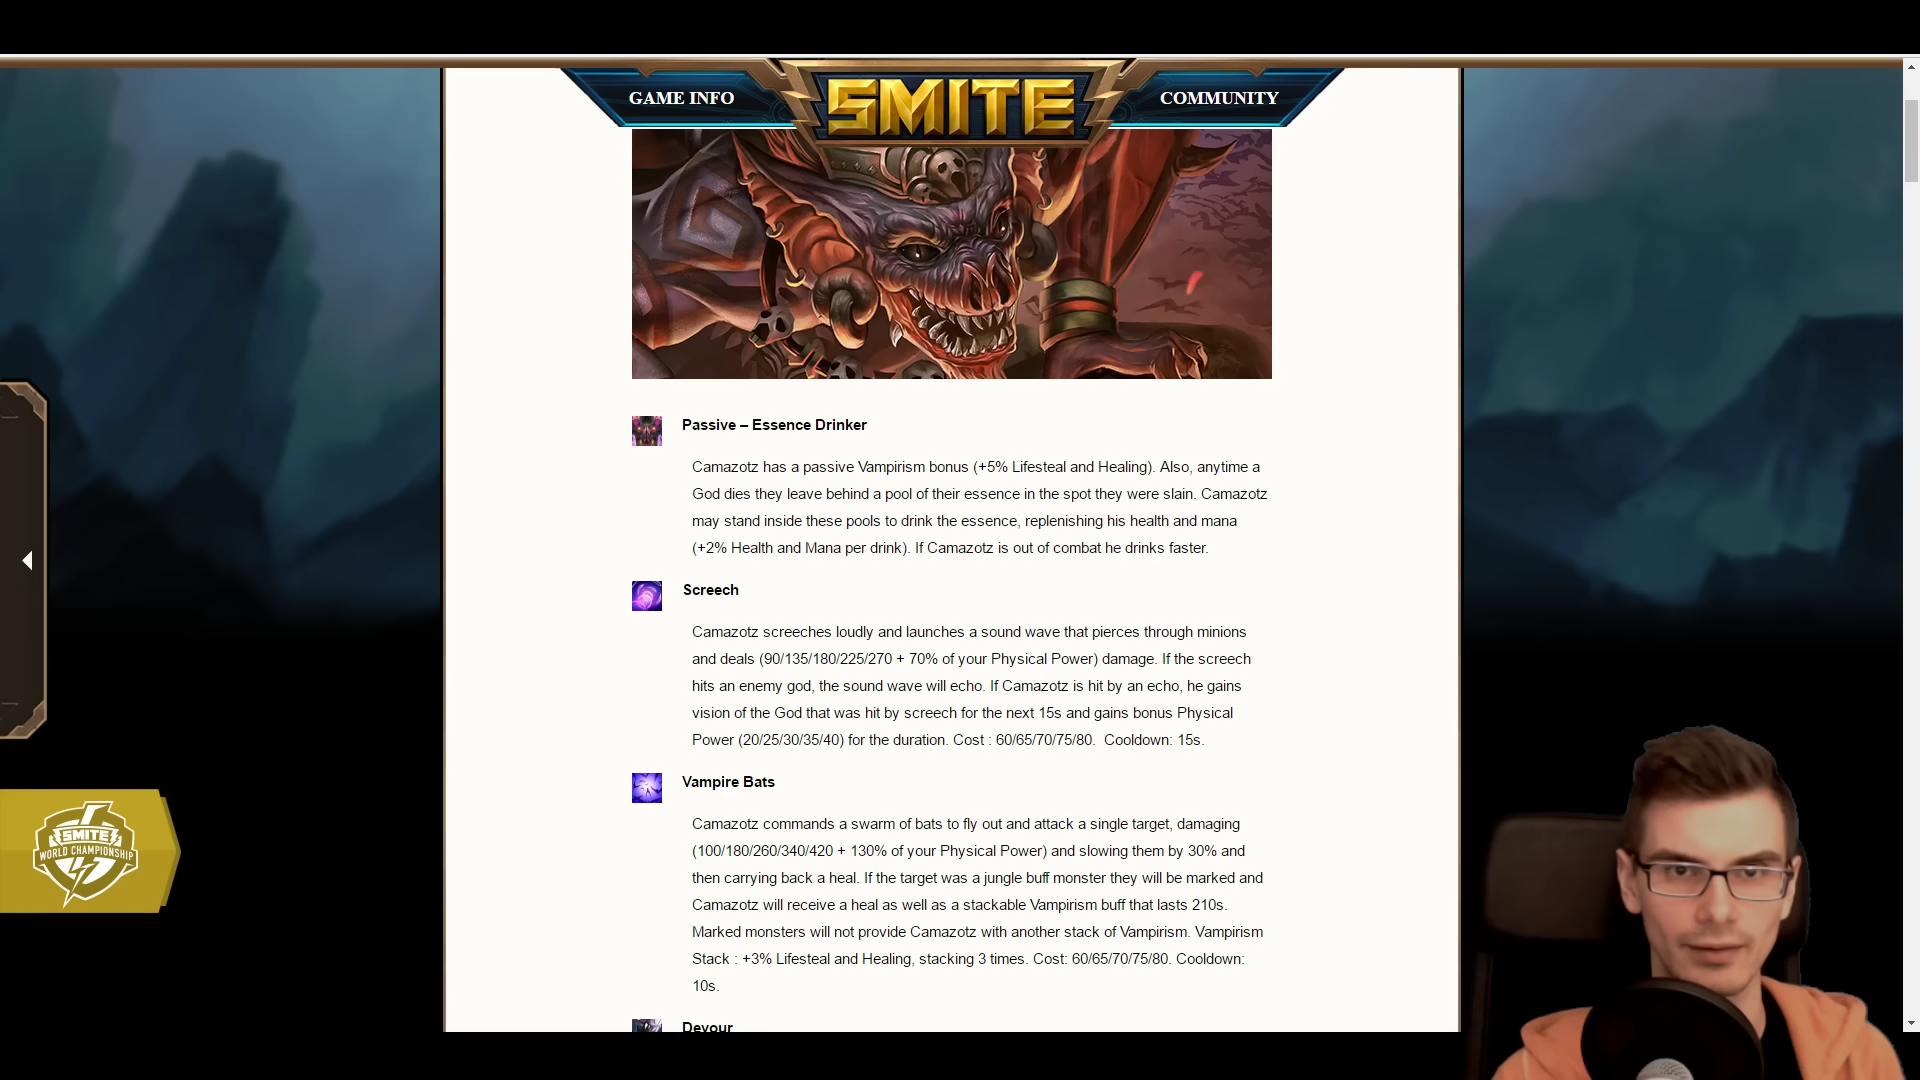 GAME INFO
SMITE
COMMUNITY
Passive – Essence Drinker
Camazotz has a passive Vampirism bonus (+5% Lifesteal and Healing). Also, anytime a
God dies they leave behind a pool of their essence in the spot they were slain. Camazotz
may stand inside these pools to drink the essence, replenishing his health and mana
(+2% Health and Mana per drink). If Camazotz is out of combat he drinks faster.
Screech
Camazotz screeches loudly and launches a sound wave that pierces through minions
and deals (90/135/180/225/270 + 70% of your Physical Power) damage. If the screech
hits an enemy god, the sound wave will echo. If Camazotz is hit by an echo, he gains
vision of the God that was hit by screech for the next 15s and gains bonus Physical
Power (20/25/30/35/40) for the duration. Cost : 60/65/70/75/80.  Cooldown: 15s.
Vampire Bats
Camazotz commands a swarm of bats to fly out and attack a single target, damaging
(100/180/260/340/420 + 130% of your Physical Power) and slowing them by 30% and
then carrying back a heal. If the target was a jungle buff monster they will be marked and
Camazotz will receive a heal as well as a stackable Vampirism buff that lasts 210s.
Marked monsters will not provide Camazotz with another stack of Vampirism. Vampirism
Stack : +3% Lifesteal and Healing, stacking 3 times. Cost: 60/65/70/75/80. Cooldown:
10s.
Devour
SMITE
WORLD CHAMPIONSHIP